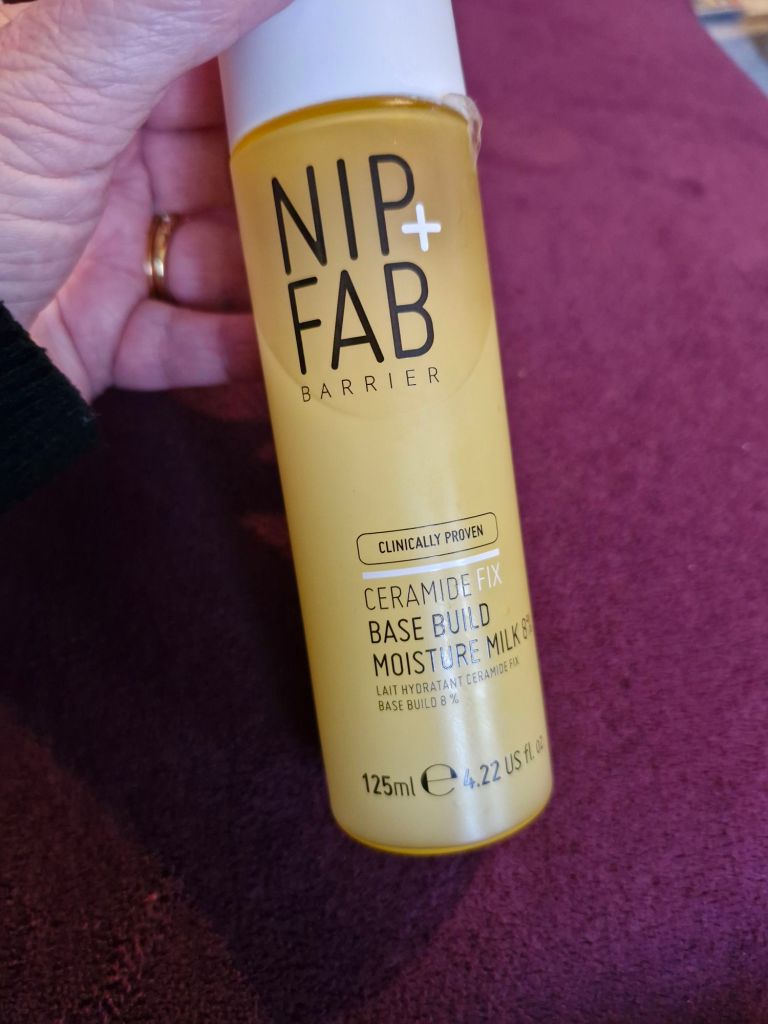 NIP+
FAB
BARRIER
CLINICALLY PROVEN
CERAMIDE FIX
BASE BUILD
MOISTURE MILK 8%
LAIT HYDRATANT CERAMIDE FIX
BASE BUILD 8 %
125ml e 4.22 US fl. oz